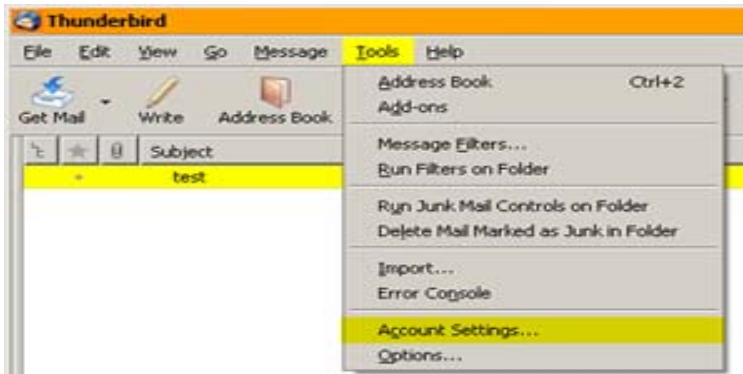 Thunderbird
File Edit View Go Message Tools Help
Get Mail Write Address Book
Subject
test
Address Book Ctrl+2
Add-ons
Message Filters...
Run Filters on Folder
Run Junk Mail Controls on Folder
Delete Mail Marked as Junk in Folder
Import...
Error Console
Account Settings...
Options...